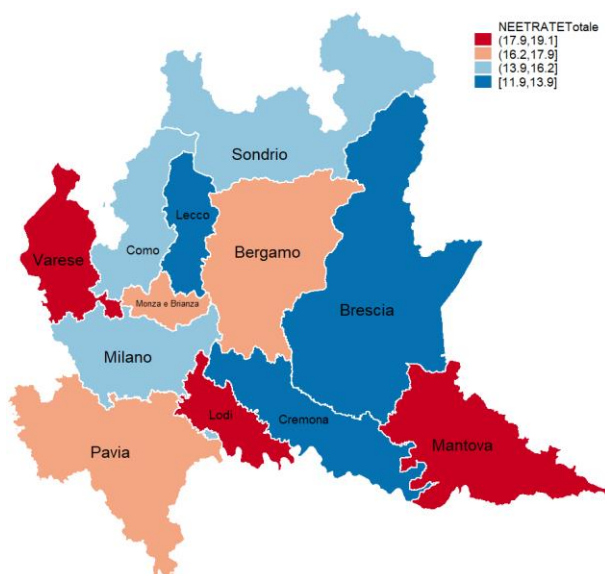 NEETRATETotale
(17.9,19.1]
(16.2,17.9]
(13.9,16.2]
[11.9,13.9]
Sondrio
Lecco
Como
Bergamo
Varese
Monza e Brianza
Brescia
Milano
Lodi
Cremona
Mantova
Pavia